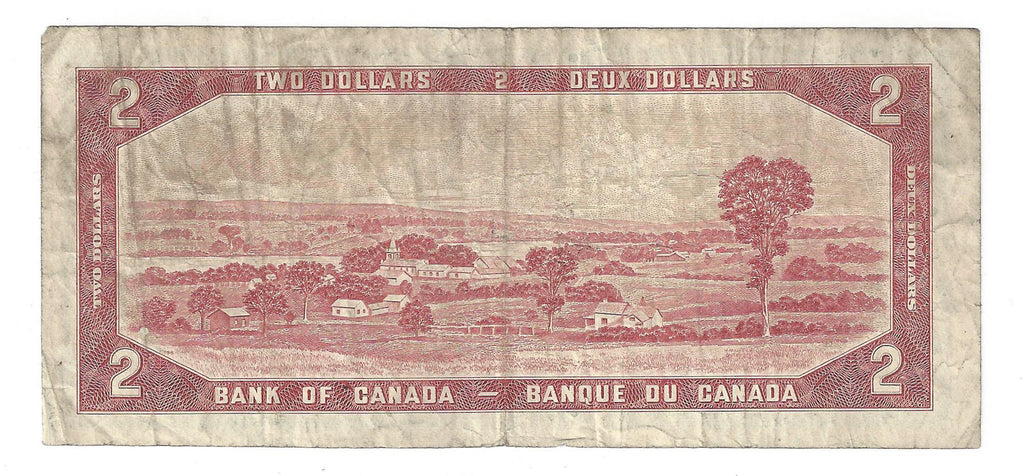 2 TWO DOLLARS 2 DEUX DOLLARS 2
TWO DOLLARS
DEUX DOLLARS
2 BANK OF CANADA — BANQUE DU CANADA 2